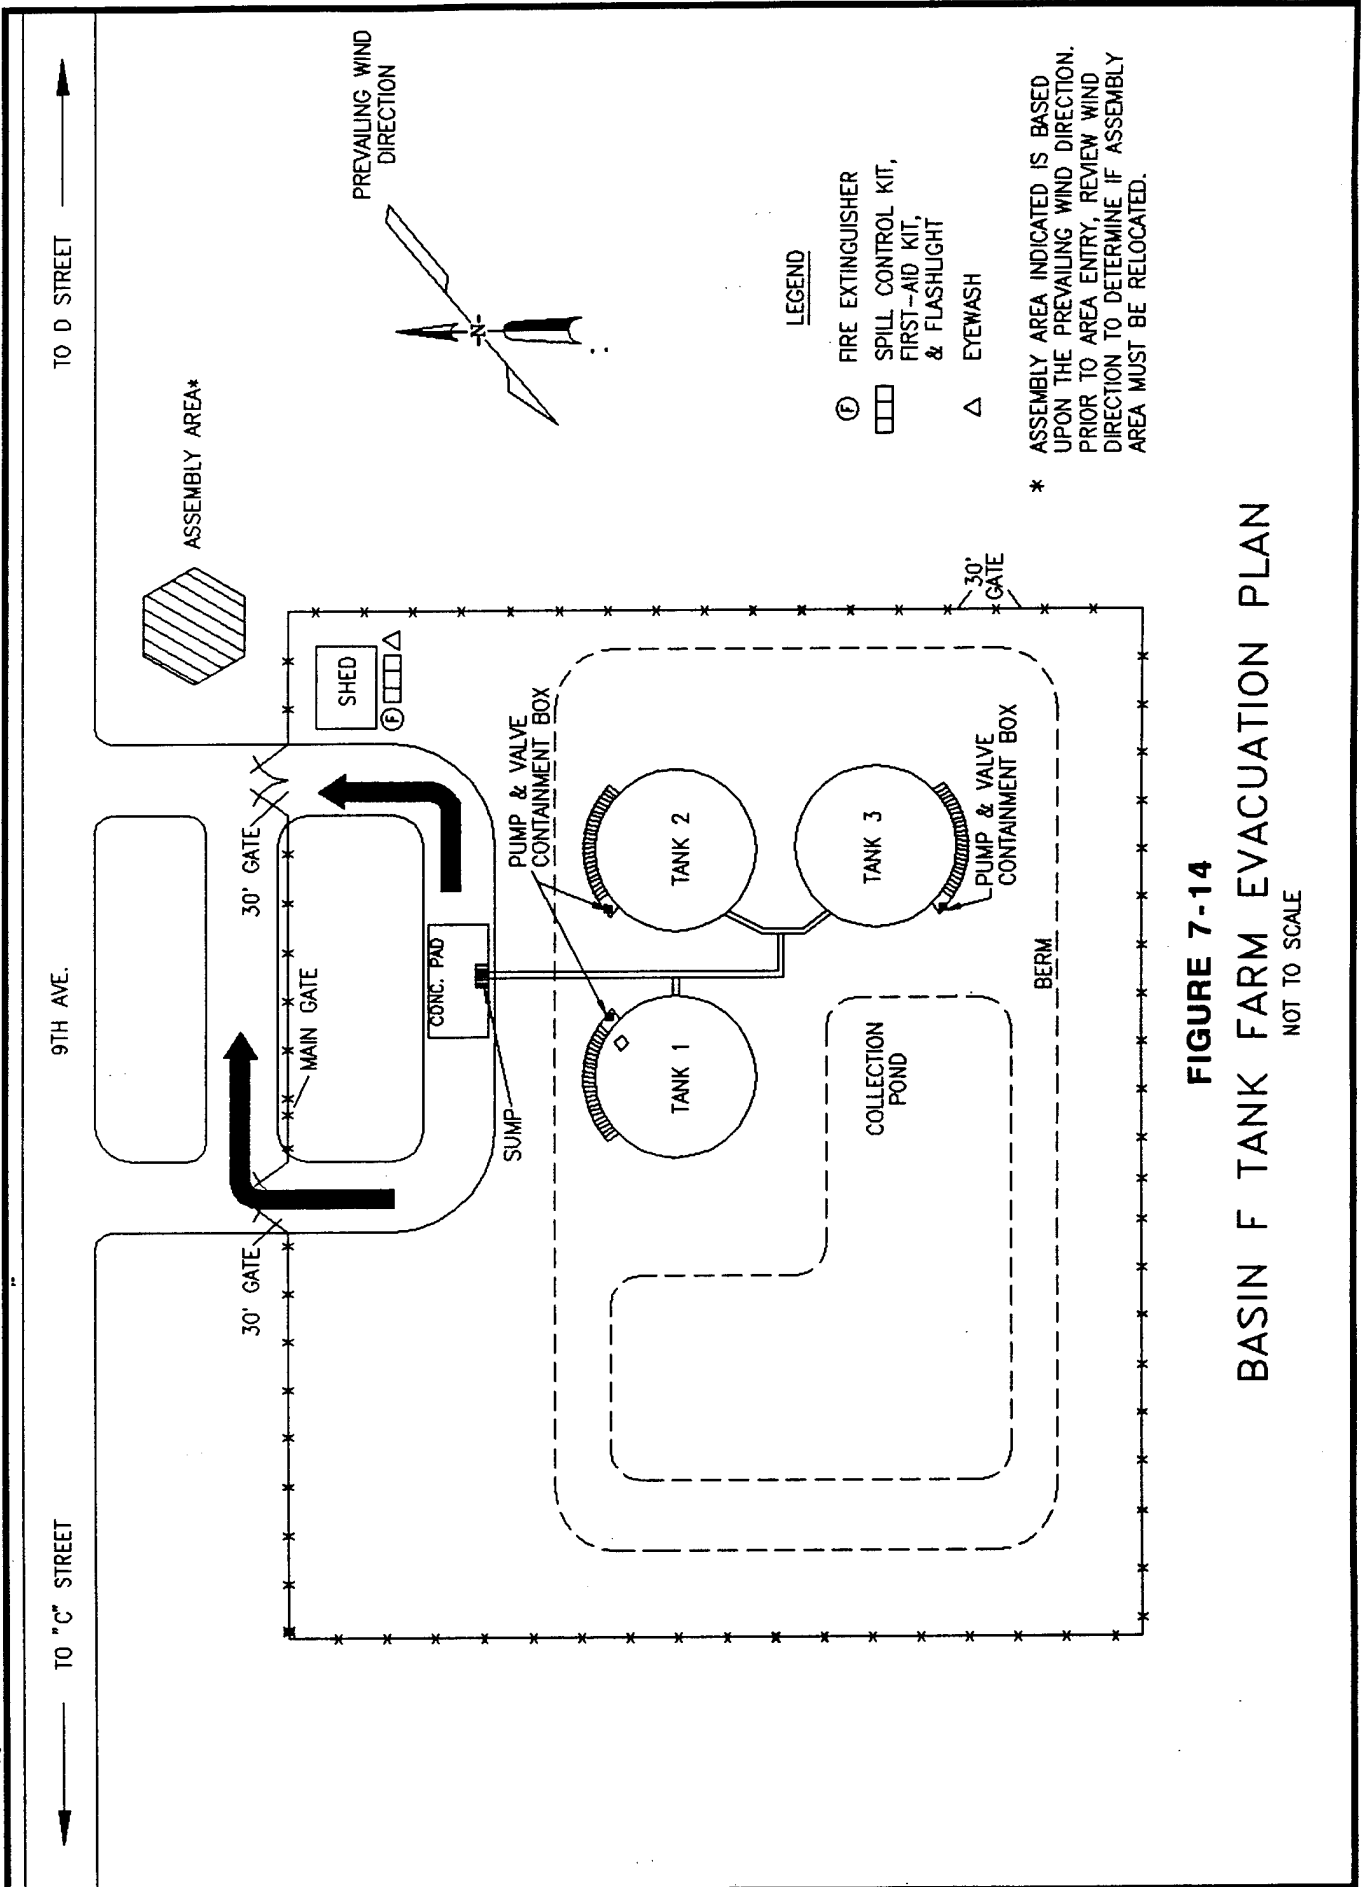 TO "C" STREET
9TH AVE.
TO D STREET
ASSEMBLY AREA*
PREVAILING WIND
DIRECTION
N
30' GATE
MAIN GATE
30' GATE
SHED
F
CONC. PAD
SUMP
PUMP & VALVE
CONTAINMENT BOX
TANK 1
TANK 2
TANK 3
PUMP & VALVE
CONTAINMENT BOX
COLLECTION
POND
BERM
30'
GATE
LEGEND
F FIRE EXTINGUISHER
SPILL CONTROL KIT,
FIRST-AID KIT,
& FLASHLIGHT
EYEWASH
* ASSEMBLY AREA INDICATED IS BASED
UPON THE PREVAILING WIND DIRECTION.
PRIOR TO AREA ENTRY, REVIEW WIND
DIRECTION TO DETERMINE IF ASSEMBLY
AREA MUST BE RELOCATED.
FIGURE 7-14
BASIN F TANK FARM EVACUATION PLAN
NOT TO SCALE